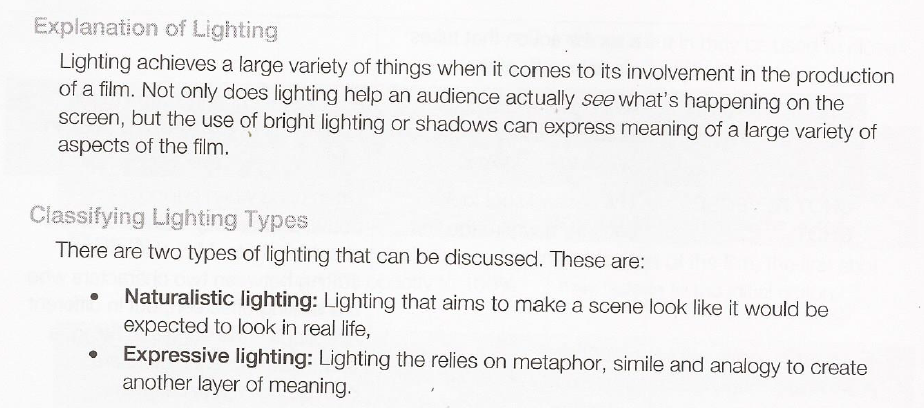 Explanation of Lighting
Lighting achieves a large variety of things when it comes to its involvement in the production
of a film. Not only does lighting help an audience actually see what's happening on the
screen, but the use of bright lighting or shadows can express meaning of a large variety of
aspects of the film.
Classifying Lighting Types
There are two types of lighting that can be discussed. These are:
• Naturalistic lighting: Lighting that aims to make a scene look like it would be
expected to look in real life,
• Expressive lighting: Lighting the relies on metaphor, simile and analogy to create
another layer of meaning.